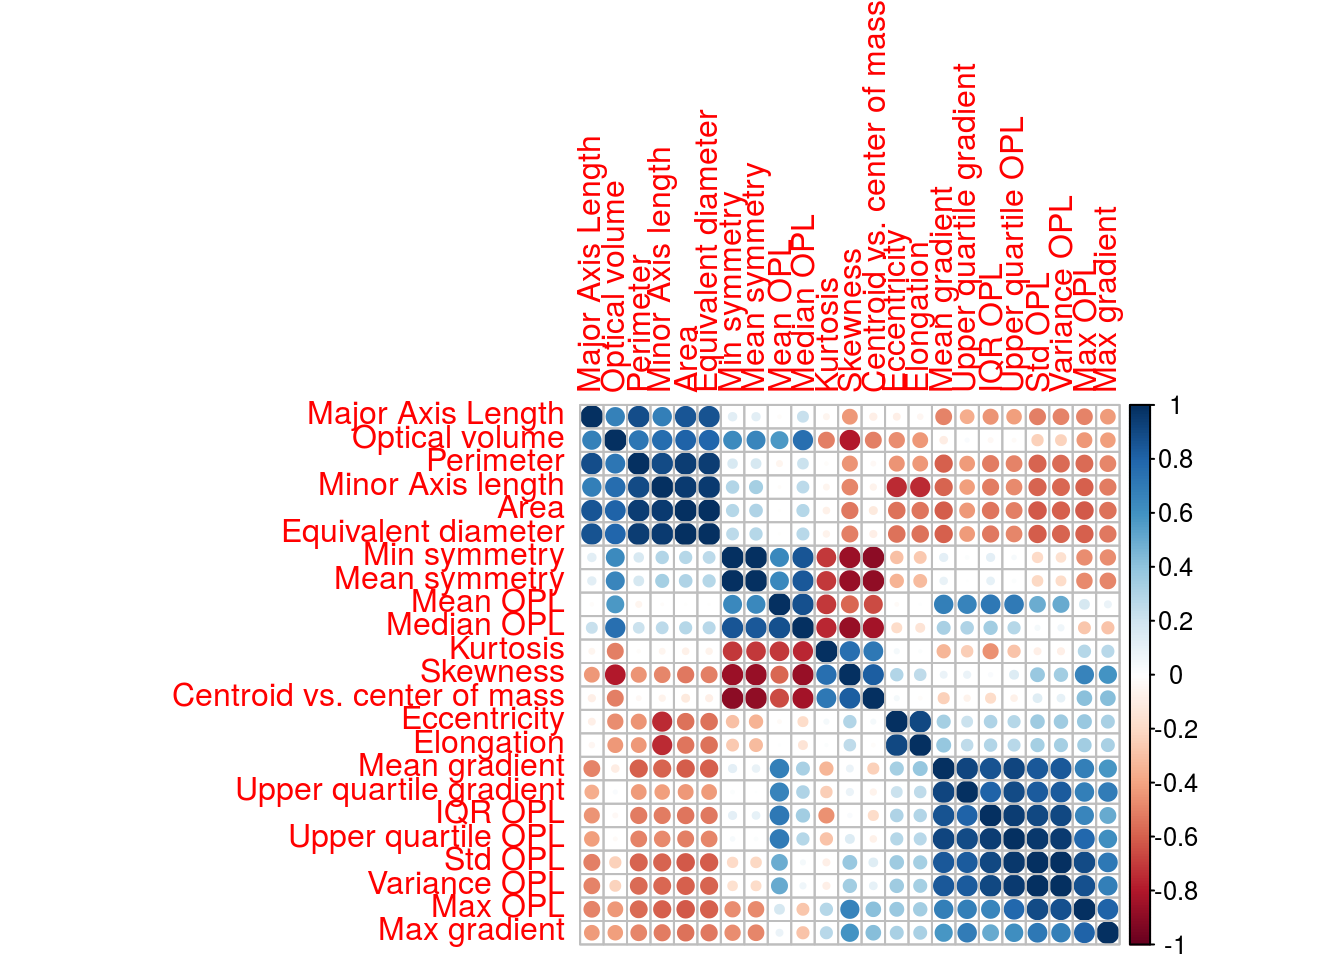 Major Axis Length
Optical volume
Perimeter
Minor Axis length
Area
Equivalent diameter
Min symmetry
Mean symmetry
Mean OPL
Median OPL
Kurtosis
Skewness
Centroid vs. center of mass
Eccentricity
Elongation
Mean gradient
Upper quartile gradient
IQR OPL
Upper quartile OPL
Std OPL
Variance OPL
Max OPL
Max gradient
Major Axis Length
Optical volume
Perimeter
Minor Axis length
Area
Equivalent diameter
Min symmetry
Mean symmetry
Mean OPL
Median OPL
Kurtosis
Skewness
Centroid vs. center of mass
Eccentricity
Elongation
Mean gradient
Upper quartile gradient
IQR OPL
Upper quartile OPL
Std OPL
Variance OPL
Max OPL
Max gradient
1
0.8
0.6
0.4
0.2
0
-0.2
-0.4
-0.6
-0.8
-1